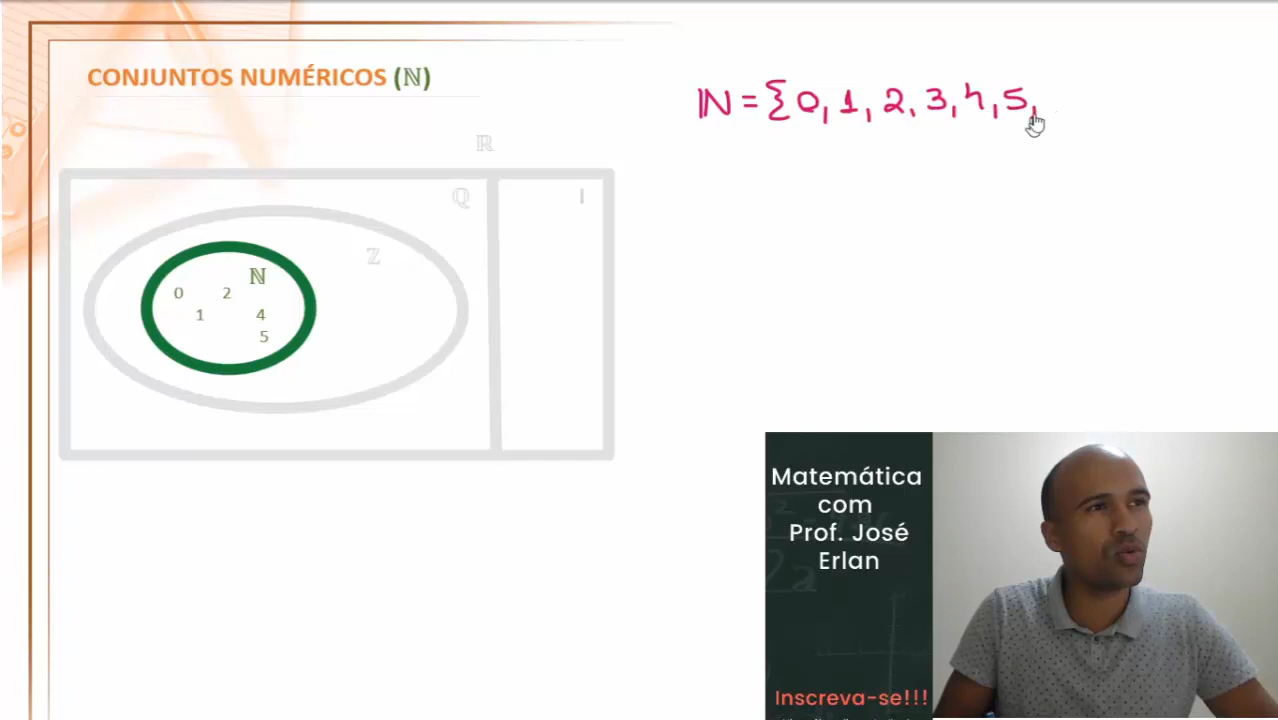 CONJUNTOS NUMÉRICOS (ℕ)
ℕ = { 0, 1, 2, 3, 4, 5,
ℝ
ℚ
I
ℤ
ℕ
0 2
1 4
5
Matemática
com
Prof. José
Erlan
Inscreva-se!!!